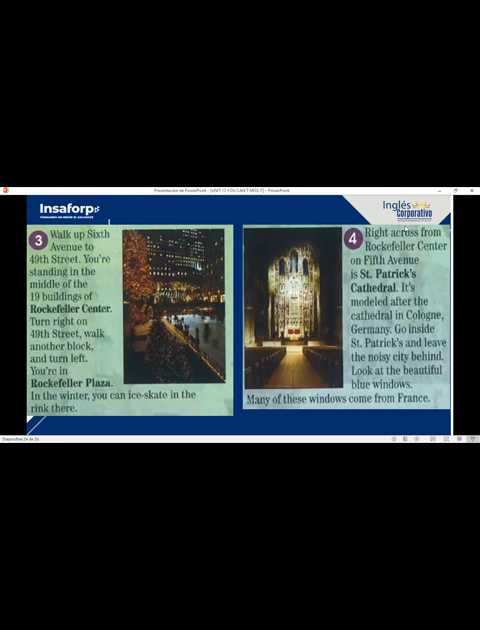 Presentación de PowerPoint - [UNIT 13 YOU CAN'T MISS IT] - PowerPoint
Insaforp
Inglés
Corporativo
3 Walk up Sixth
Avenue to
49th Street. You're
standing in the
middle of the
19 buildings of
Rockefeller Center.
Turn right on
49th Street, walk
another block,
and turn left.
You're in
Rockefeller Plaza.
In the winter, you can ice-skate in the
rink there.
4 Right across from
Rockefeller Center
on Fifth Avenue
is St. Patrick's
Cathedral. It's
modeled after the
cathedral in Cologne,
Germany. Go inside
St. Patrick's and leave
the noisy city behind.
Look at the beautiful
blue windows.
Many of these windows come from France.
Diapositiva 24 de 26